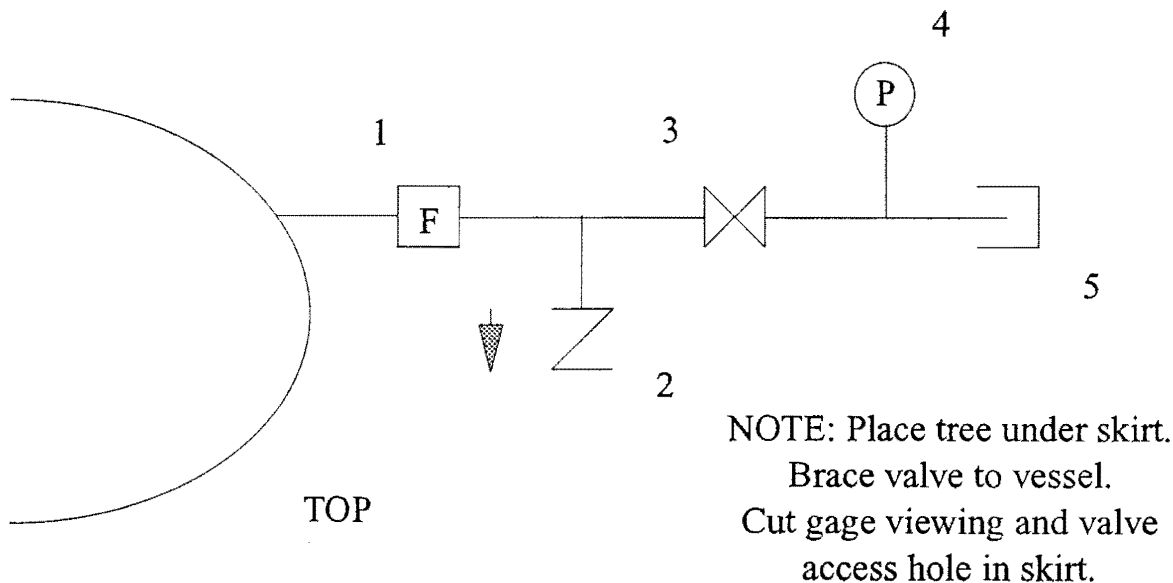 4
P
1
3
F
5
2
NOTE: Place tree under skirt.
Brace valve to vessel.
TOP
Cut gage viewing and valve
access hole in skirt.